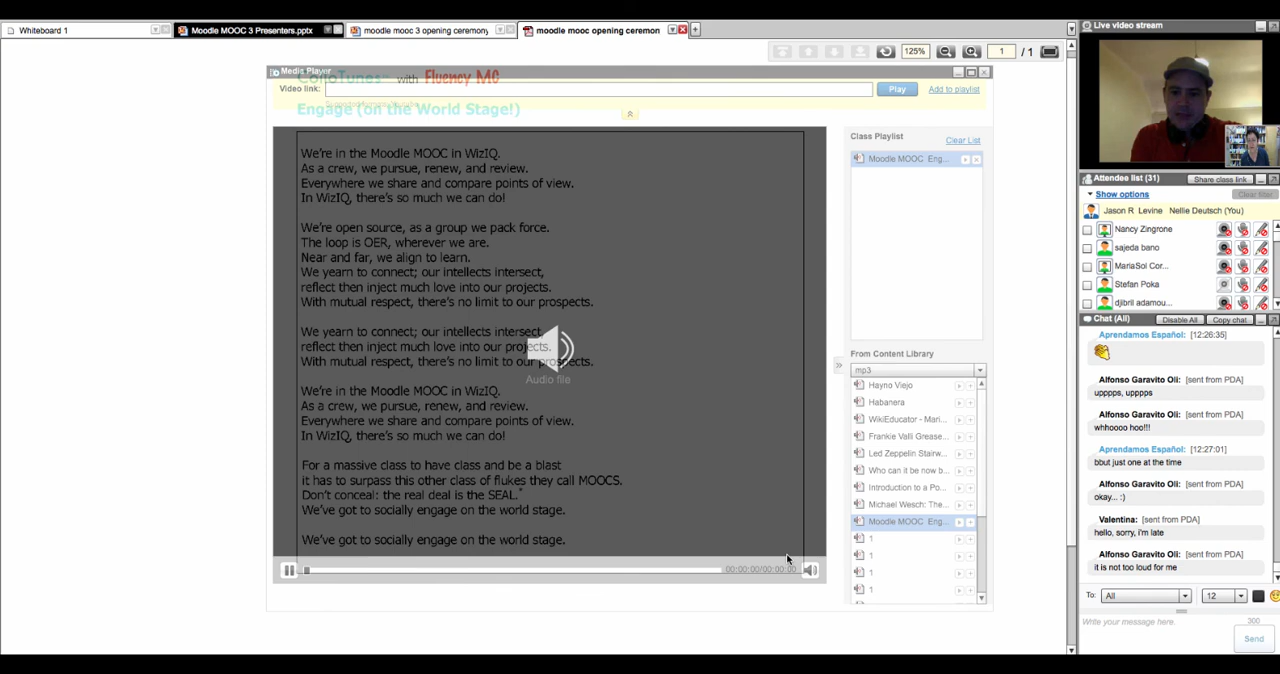 Whiteboard 1
Moodle MOOC 3 Presenters.pptx
moodle mooc 3 opening ceremony
moodle mooc opening ceremon
125%
1 / 1
Media Player
with Fluency MC
Video link:
Play
Add to playlist
Engage (on the World Stage!)
We're in the Moodle MOOC in WizIQ.
As a crew, we pursue, renew, and review.
Everywhere we share and compare points of view.
In WizIQ, there's so much we can do!
We're open source, as a group we pack force.
The loop is OER, wherever we are.
Near and far, we align to learn.
We yearn to connect; our intellects intersect,
reflect then inject much love into our projects.
With mutual respect, there's no limit to our prospects.
We yearn to connect; our intellects intersect
reflect then inject much love into our projects.
With mutual respect, there's no limit to our prospects.
Audio file
We're in the Moodle MOOC in WizIQ.
As a crew, we pursue, renew, and review.
Everywhere we share and compare points of view.
In WizIQ, there's so much we can do!
For a massive class to have class and be a blast
it has to surpass this other class of flukes they call MOOCS.
Don't conceal: the real deal is the SEAL.*
We've got to socially engage on the world stage.
We've got to socially engage on the world stage.
00:00:00/00:00:00
Class Playlist
Clear List
Moodle MOOC Eng...
From Content Library
mp3
Hayno Viejo
Habanera
WikiEducator - Mari...
Frankie Valli Grease...
Led Zeppelin Stairw...
Who can it be now b...
Introduction to a Po...
Michael Wesch: The...
Moodle MOOC Eng...
1
1
1
1
Live video stream
Attendee list (31)
Share class link
Show options
Clear filter
Jason R Levine Nellie Deutsch (You)
Nancy Zingrone
sajeda bano
MariaSol Cor...
Stefan Poka
djibril adamou...
Chat (All)
Disable All
Copy chat
Aprendamos Español: [12:26:35]
Alfonso Garavito Oli: [sent from PDA]
upppps, upppps
Alfonso Garavito Oli: [sent from PDA]
whhoooo hoo!!!
Aprendamos Español: [12:27:01]
bbut just one at the time
Alfonso Garavito Oli: [sent from PDA]
okay... :)
Valentina: [sent from PDA]
hello, sorry, i'm late
Alfonso Garavito Oli: [sent from PDA]
it is not too loud for me
To: All
12
Write your message here.
300
Send